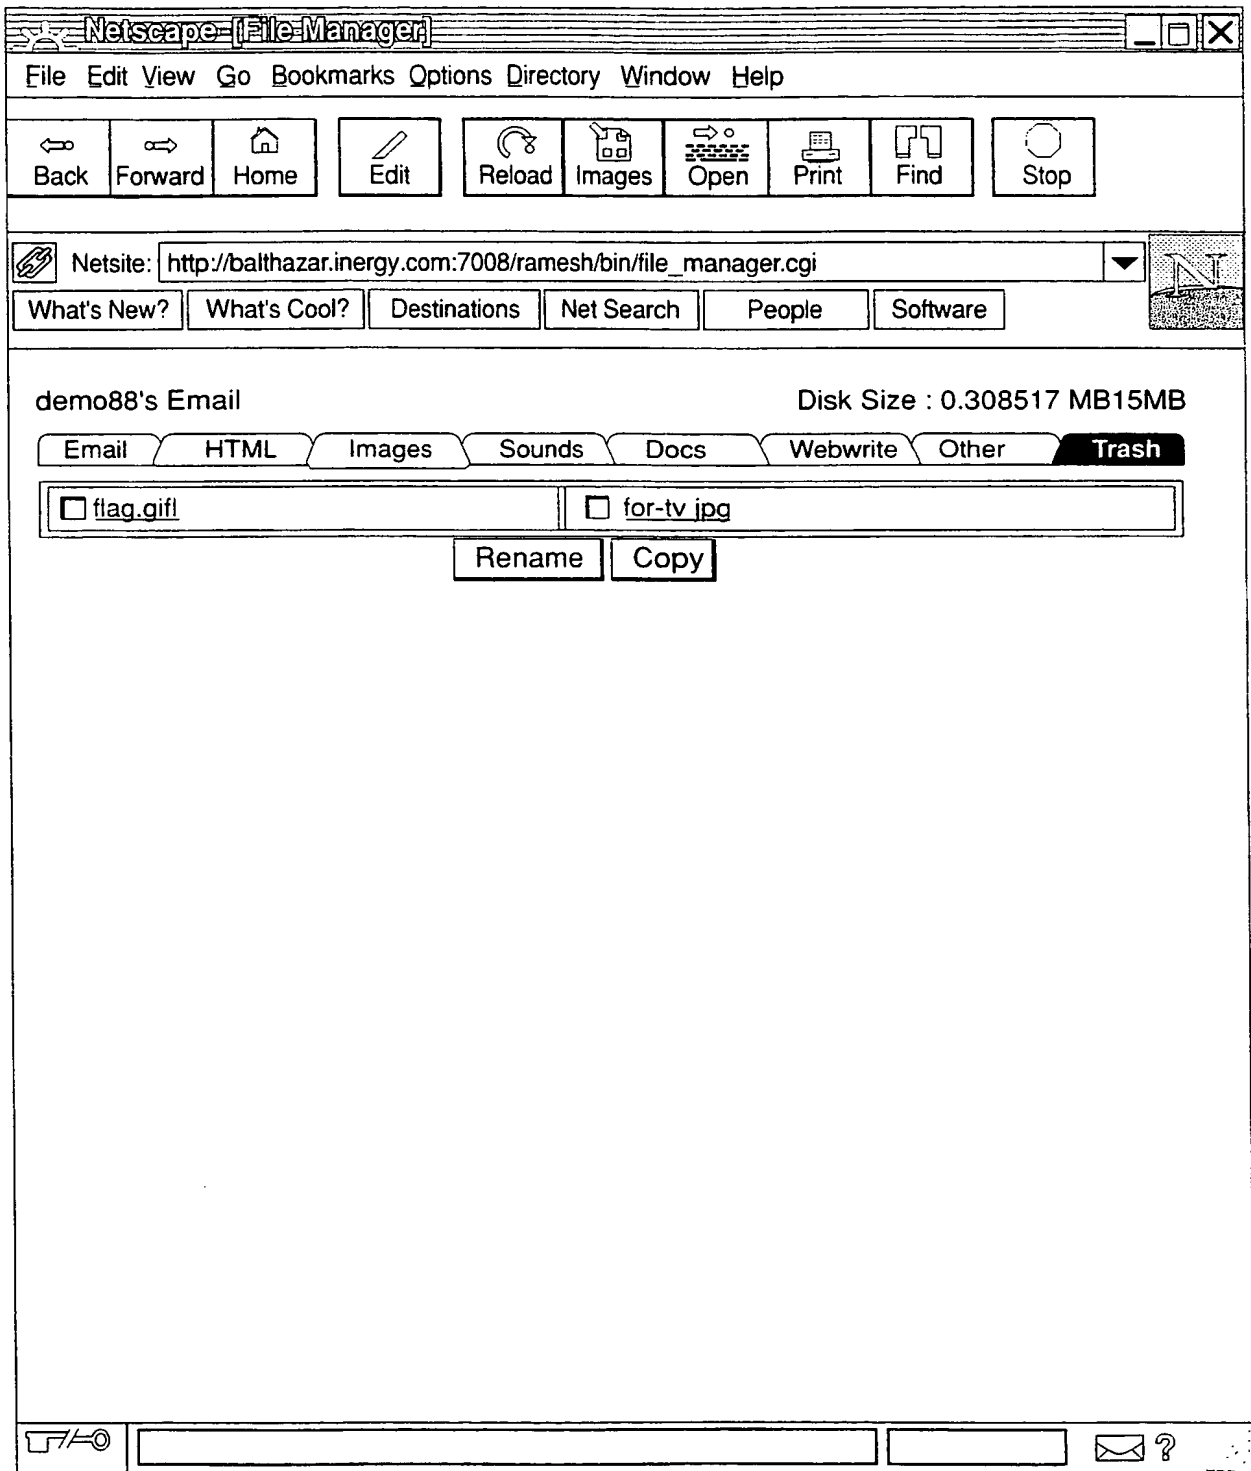 Netscape-[File Manager]
File Edit View Go Bookmarks Options Directory Window Help
Back Forward Home Edit Reload Images Open Print Find Stop
Netsite: http://balthazar.inergy.com:7008/ramesh/bin/file_manager.cgi
N
What's New? What's Cool? Destinations Net Search People Software
demo88's Email Disk Size : 0.308517 MB15MB
Email HTML Images Sounds Docs Webwrite Other Trash
flag.gifl for-tv jpg
Rename Copy
?